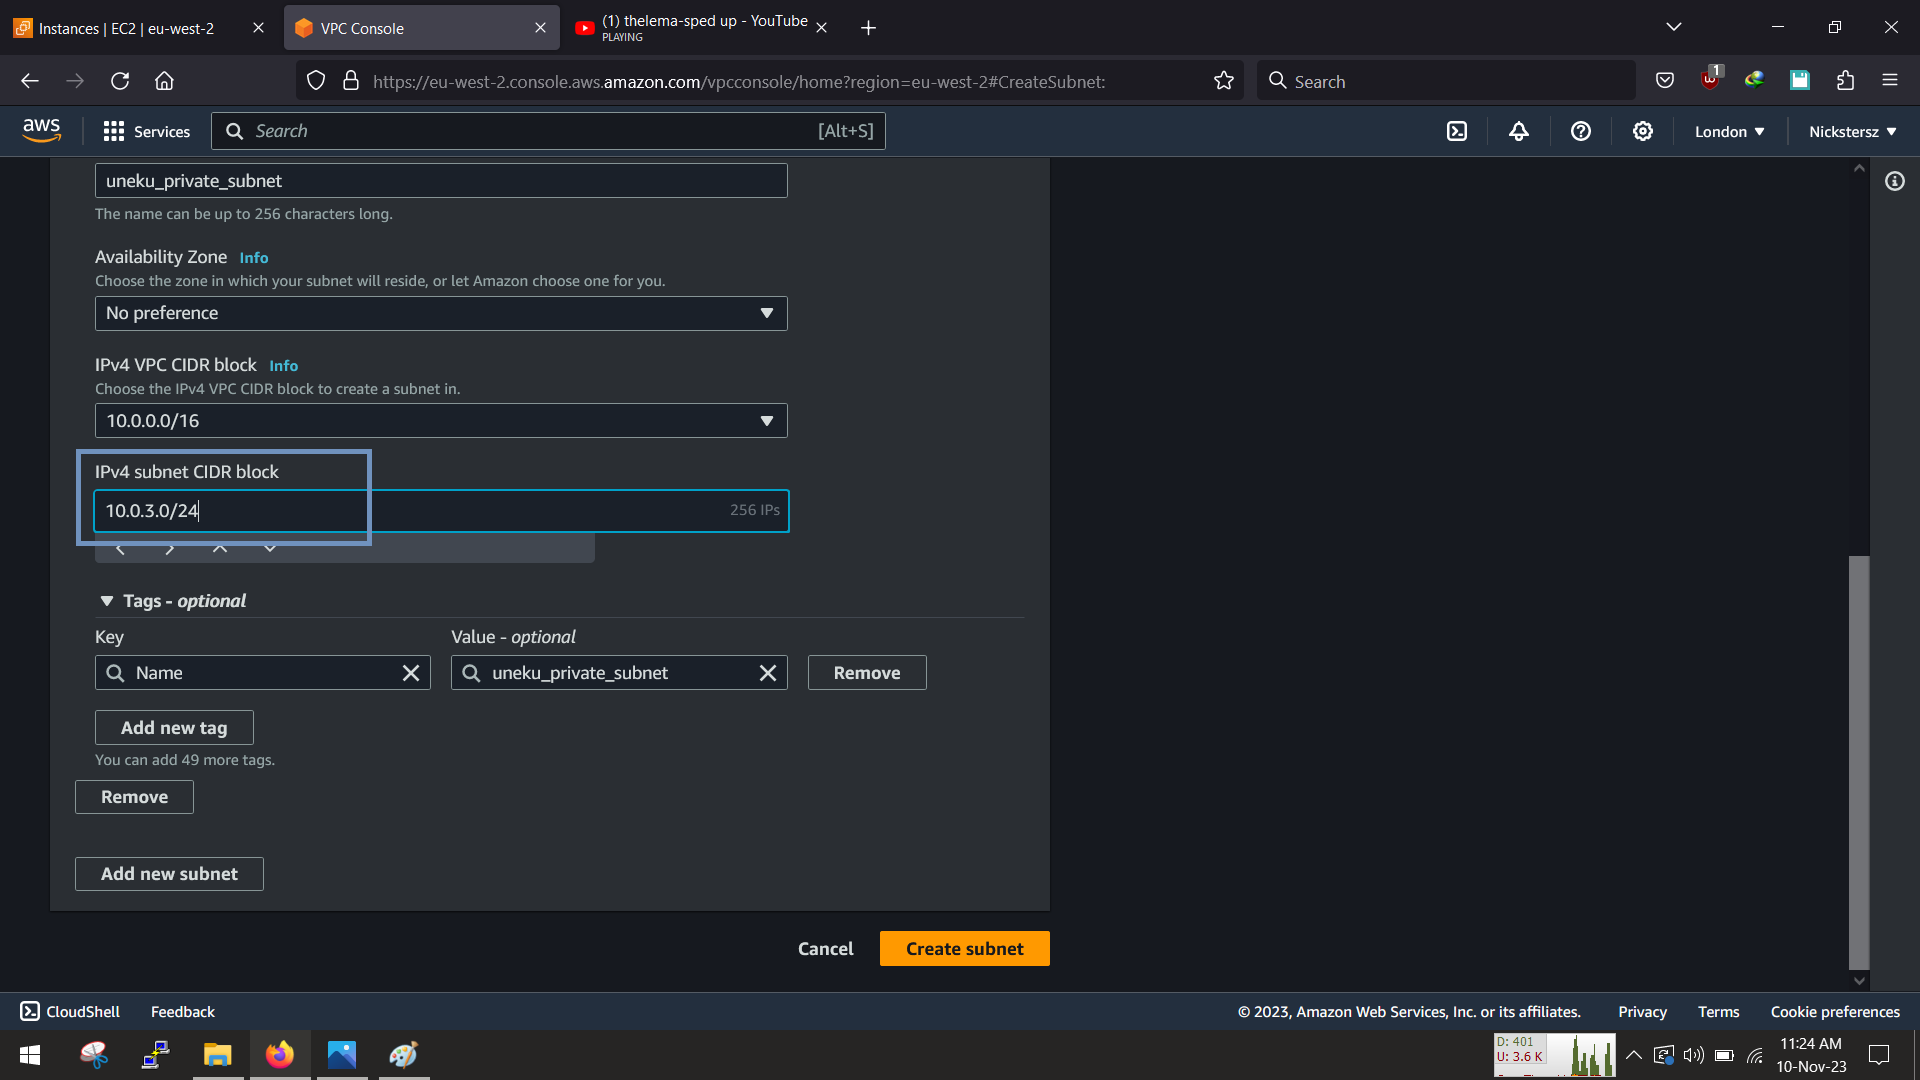 Instances | EC2 | eu-west-2
VPC Console
(1) thelema-sped up - YouTube
PLAYING
https://eu-west-2.console.aws.amazon.com/vpcconsole/home?region=eu-west-2#CreateSubnet:
Search
1
aws
Services
Search
[Alt+S]
London
Nickstersz
uneku_private_subnet
The name can be up to 256 characters long.
Availability Zone Info
Choose the zone in which your subnet will reside, or let Amazon choose one for you.
No preference
IPv4 VPC CIDR block Info
Choose the IPv4 VPC CIDR block to create a subnet in.
10.0.0.0/16
IPv4 subnet CIDR block
10.0.3.0/24
256 IPs
Tags - optional
Key
Value - optional
Name
uneku_private_subnet
Remove
Add new tag
You can add 49 more tags.
Remove
Add new subnet
Cancel
Create subnet
CloudShell
Feedback
© 2023, Amazon Web Services, Inc. or its affiliates.
Privacy
Terms
Cookie preferences
D: 401
U: 3.6 K
11:24 AM
10-Nov-23